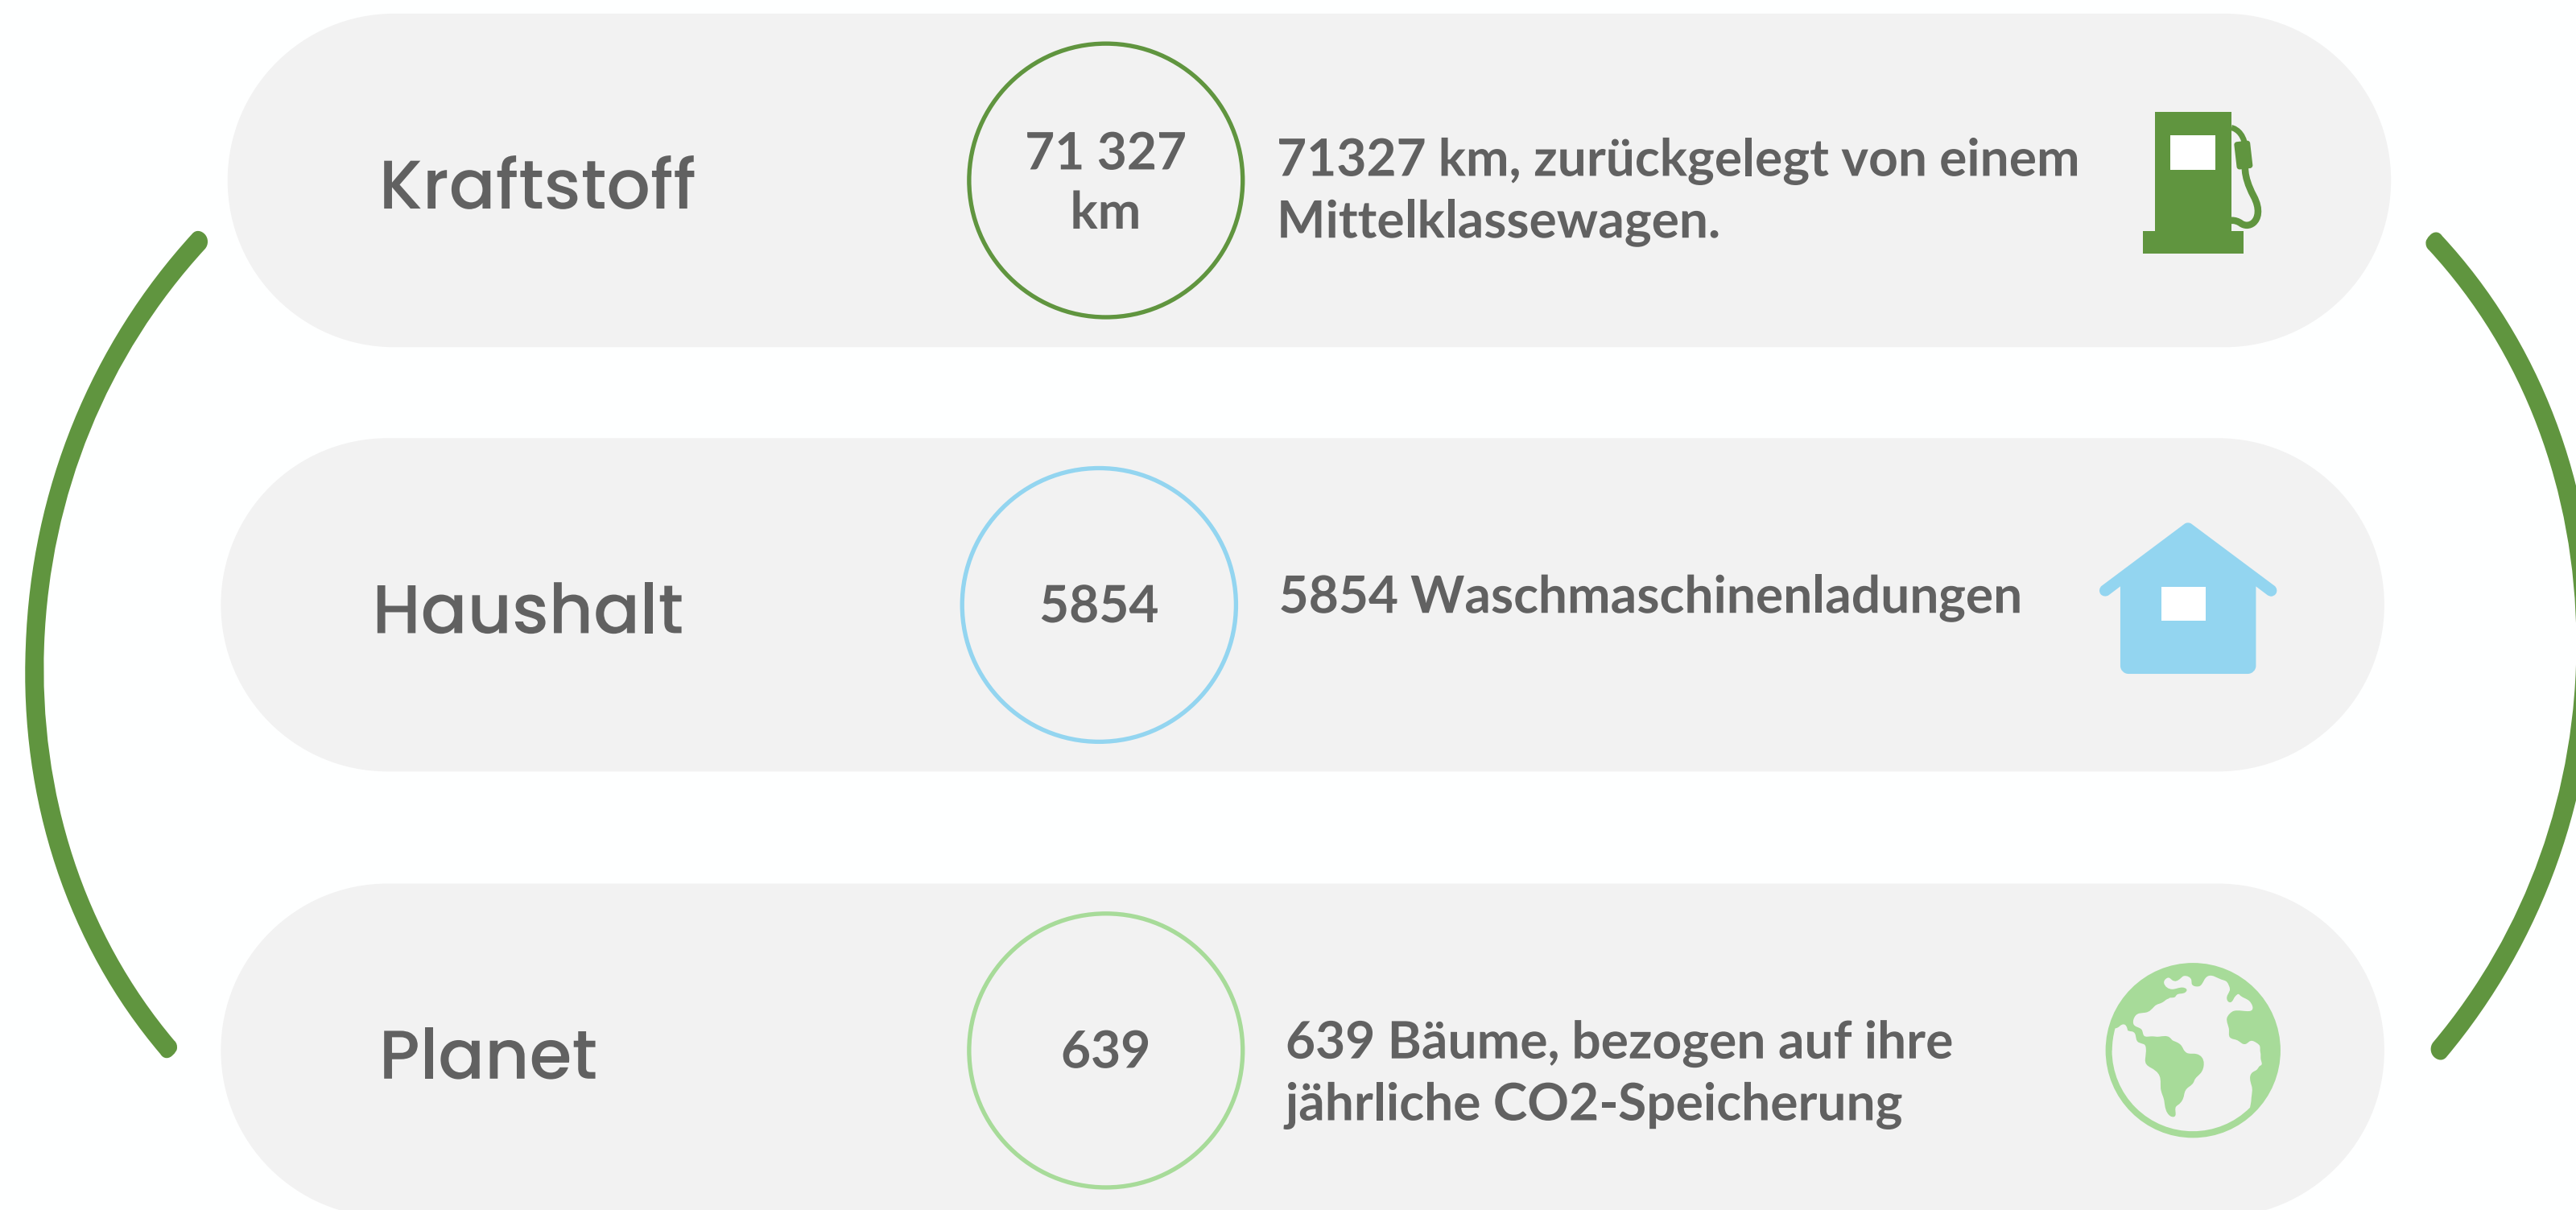 Kraftstoff
71 327
km
71327 km, zurückgelegt von einem
Mittelklassewagen.
Haushalt
5854
5854 Waschmaschinenladungen
Planet
639
639 Bäume, bezogen auf ihre
jährliche CO2-Speicherung